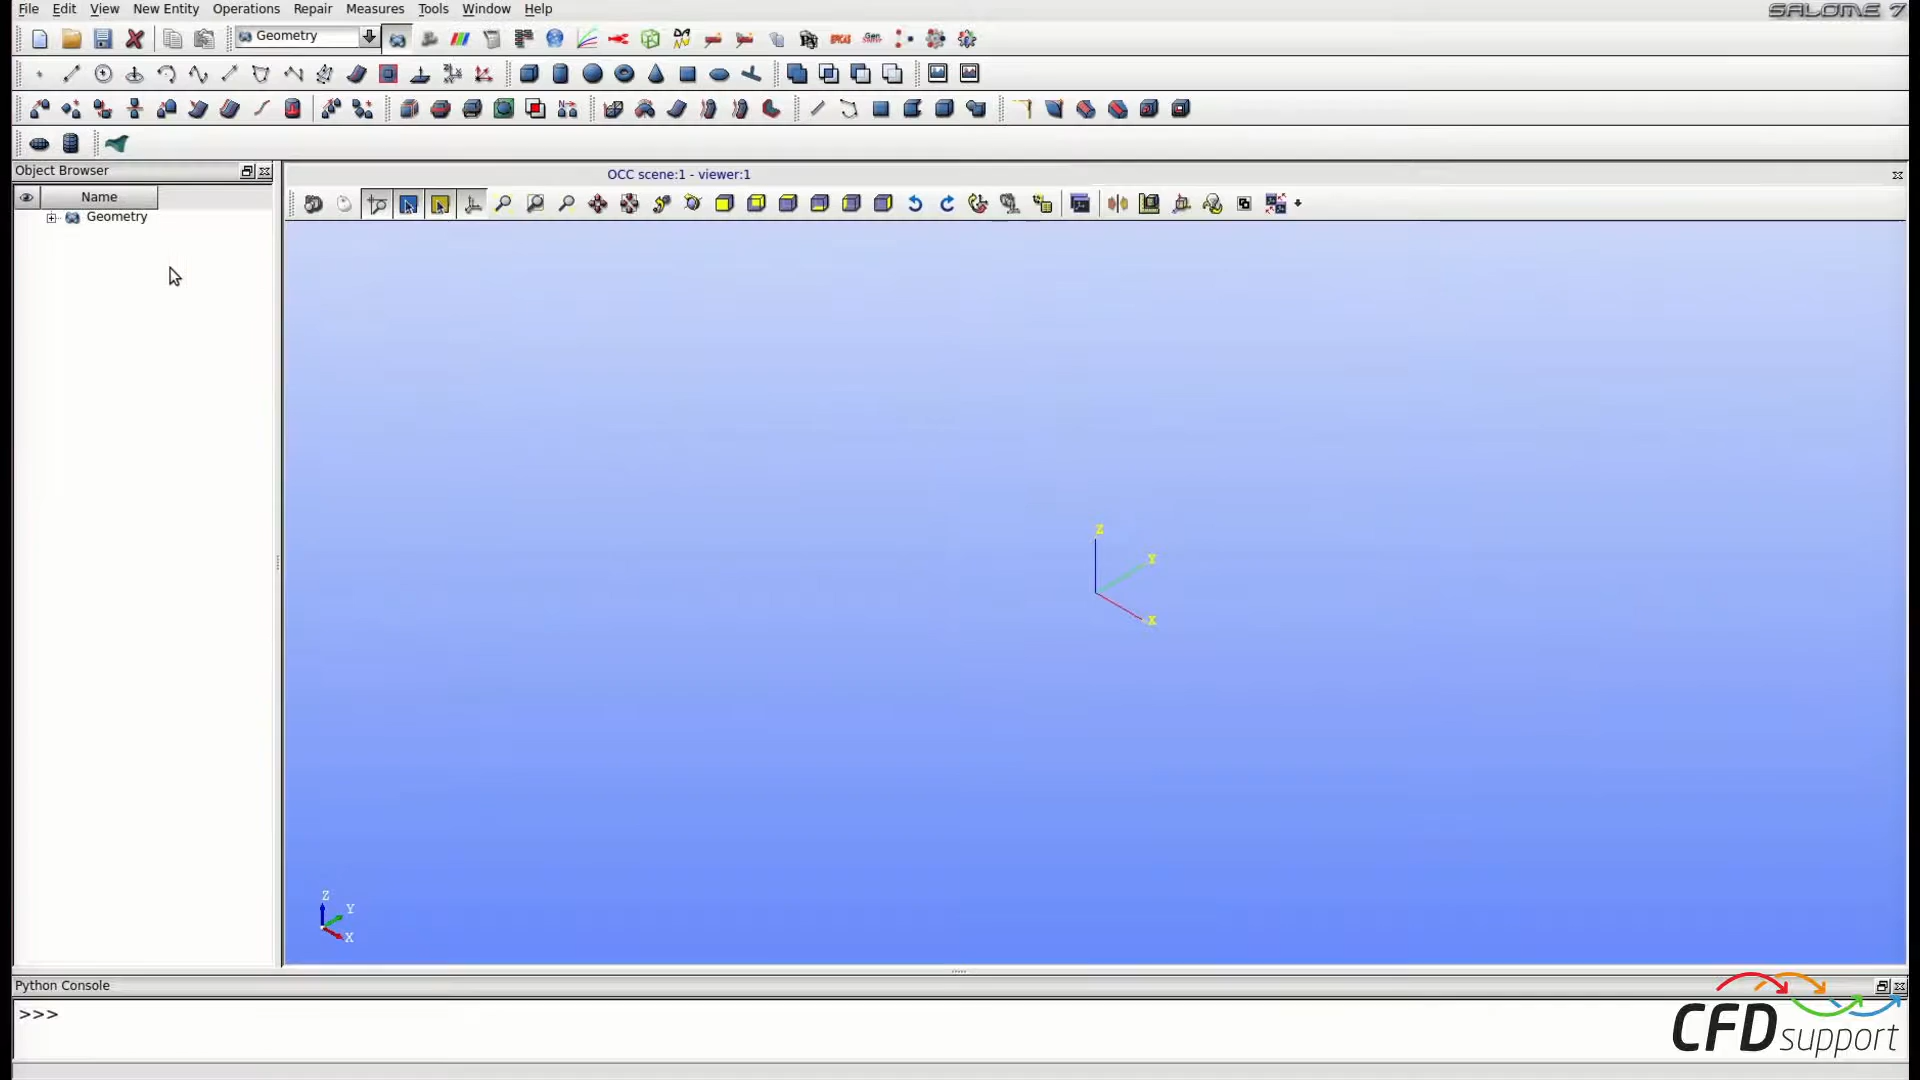 File Edit View New Entity Operations Repair Measures Tools Window Help
SALOME 7
Geometry
Object Browser
OCC scene:1 - viewer:1
Name
Geometry
Z
Y
X
Z
Y
X
Python Console
>>>
CFD support